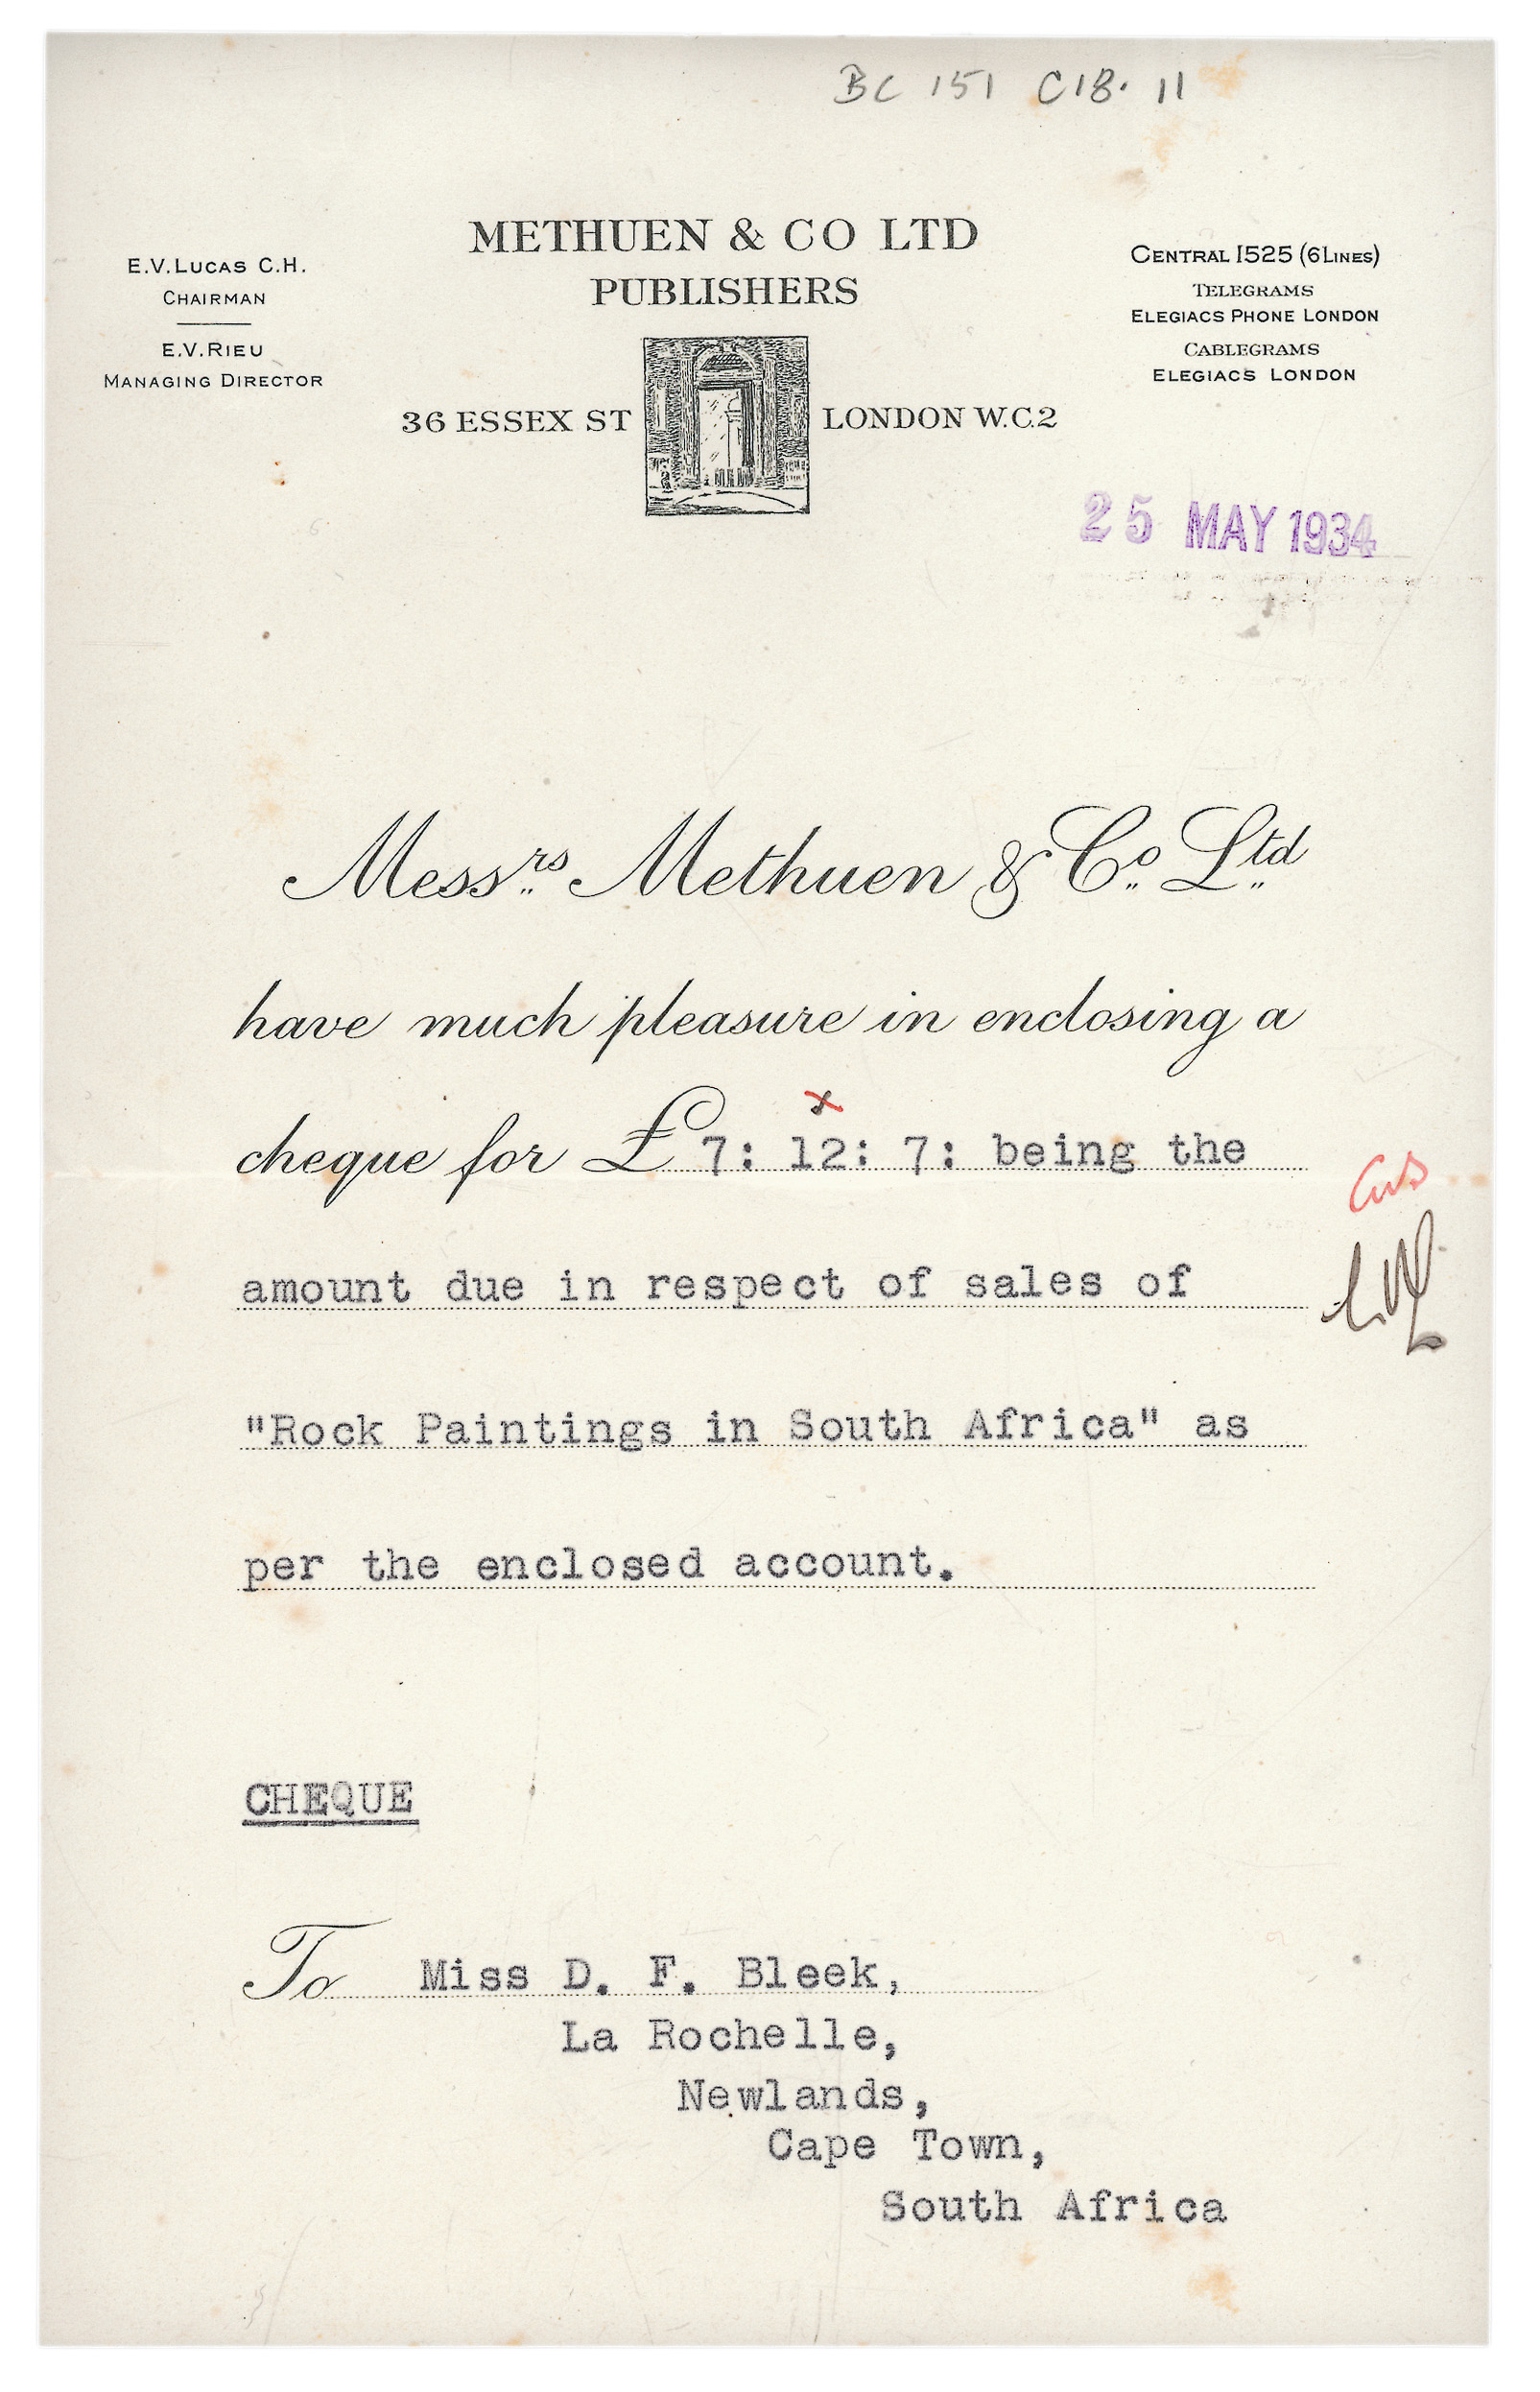 BC 151 C18. 11
METHUEN & CO LTD
PUBLISHERS
36 ESSEX ST LONDON W.C.2
E.V. LUCAS C.H.
CHAIRMAN
E.V. RIEU
MANAGING DIRECTOR
CENTRAL 1525 (6 LINES)
TELEGRAMS
ELEGIACS PHONE LONDON
CABLEGRAMS
ELEGIACS LONDON
25 MAY 1934
Messrs Methuen & Co Ltd
have much pleasure in enclosing a
x
cheque for £ 7: 12: 7: being the
amount due in respect of sales of
"Rock Paintings in South Africa" as
per the enclosed account.
CHEQUE
To Miss D. F. Bleek,
La Rochelle,
Newlands,
Cape Town,
South Africa